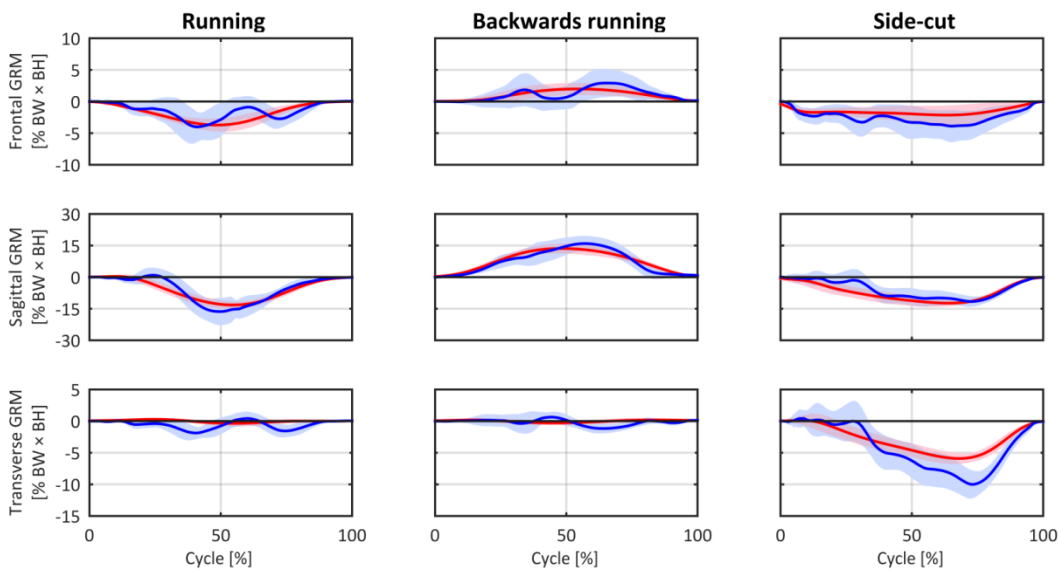 Running Backwards running Side-cut
Frontal GRM
[% BW × BH]
10
5
0
-5
-10
Sagittal GRM
[% BW × BH]
30
15
0
-15
-30
Transverse GRM
[% BW × BH]
5
0
-5
-10
-15
0 50 100 0 50 100 0 50 100
Cycle [%] Cycle [%] Cycle [%]